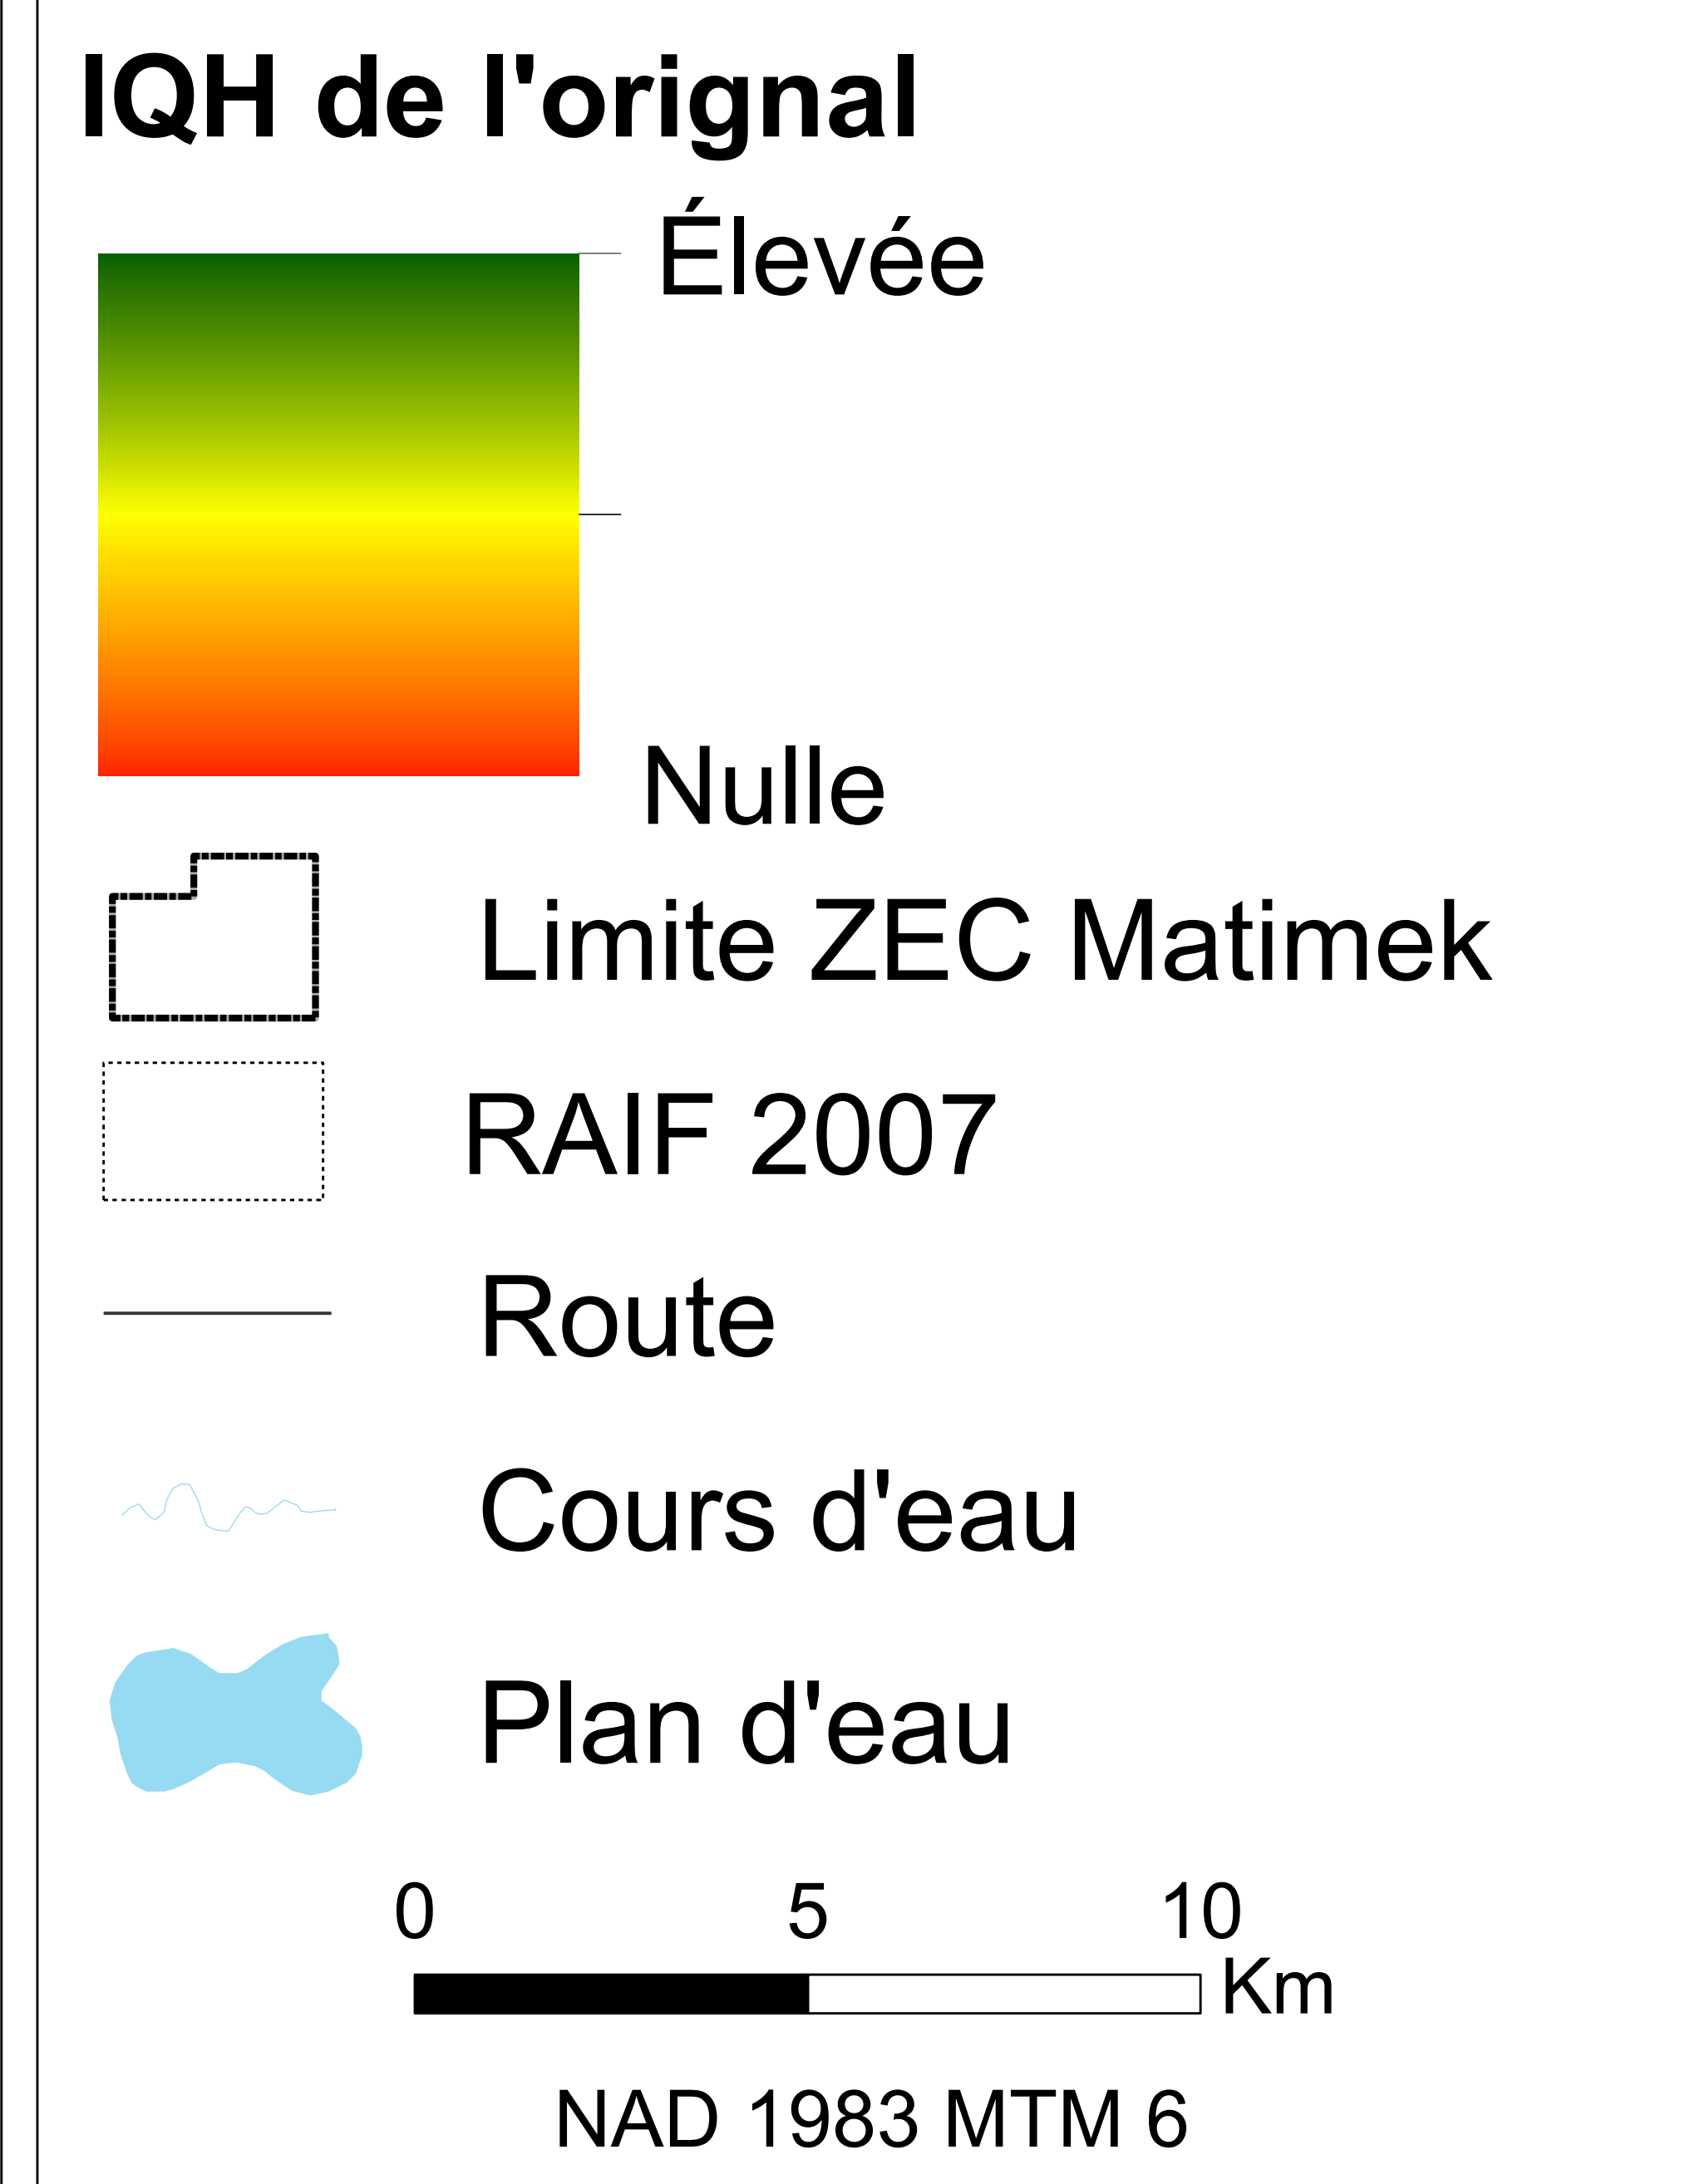 IQH de l'orignal
Élevée
Nulle
Limite ZEC Matimek
RAIF 2007
Route
Cours d'eau
Plan d'eau
0 5 10
Km
NAD 1983 MTM 6